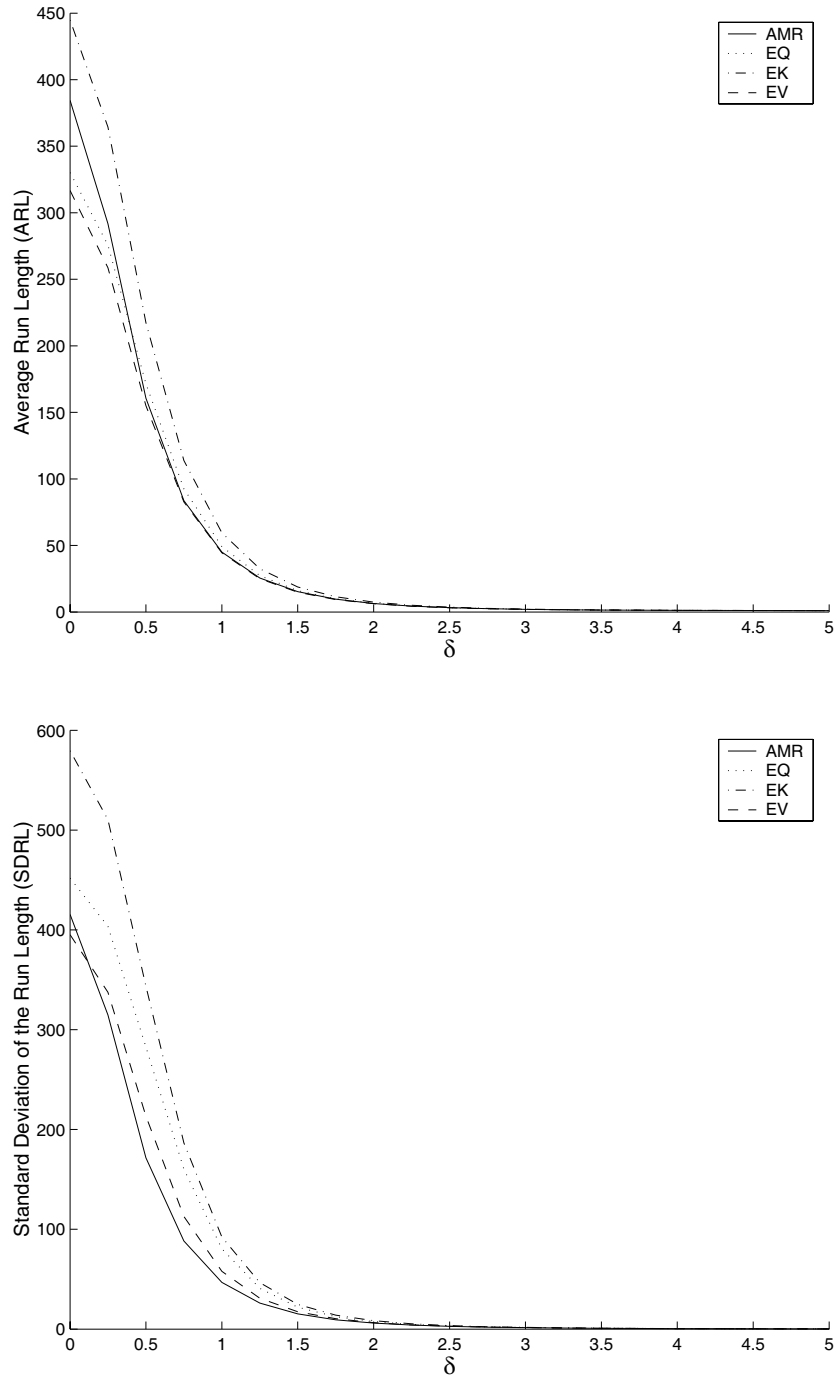 450
400
350
300
250
200
150
100
50
0
Average Run Length (ARL)
AMR
EQ
EK
EV
0 0.5 1 1.5 2 2.5 3 3.5 4 4.5 5
δ
600
500
400
300
200
100
0
Standard Deviation of the Run Length (SDRL)
AMR
EQ
EK
EV
0 0.5 1 1.5 2 2.5 3 3.5 4 4.5 5
δ